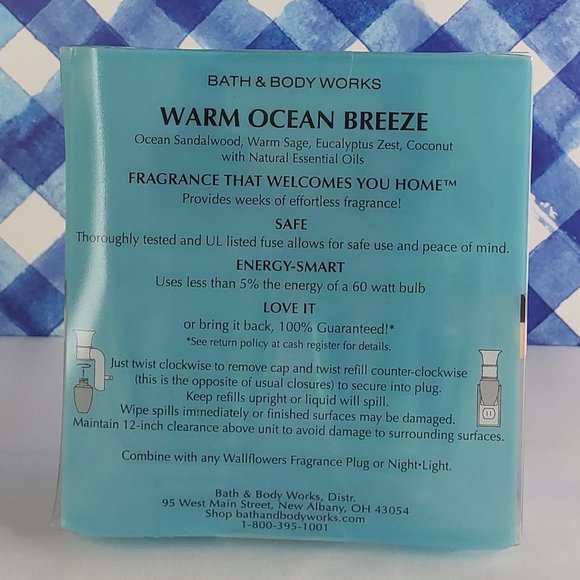 BATH & BODY WORKS
WARM OCEAN BREEZE
Ocean Sandalwood, Warm Sage, Eucalyptus Zest, Coconut
with Natural Essential Oils
FRAGRANCE THAT WELCOMES YOU HOME™
Provides weeks of effortless fragrance!
SAFE
Thoroughly tested and UL listed fuse allows for safe use and peace of mind.
ENERGY-SMART
Uses less than 5% the energy of a 60 watt bulb
LOVE IT
or bring it back, 100% Guaranteed!*
*See return policy at cash register for details.
Just twist clockwise to remove cap and twist refill counter-clockwise
(this is the opposite of usual closures) to secure into plug.
Keep refills upright or liquid will spill.
Wipe spills immediately or finished surfaces may be damaged.
Maintain 12-inch clearance above unit to avoid damage to surrounding surfaces.
Combine with any Wallflowers Fragrance Plug or Night•Light.
Bath & Body Works, Distr.
95 West Main Street, New Albany, OH 43054
Shop bathandbodyworks.com
1-800-395-1001